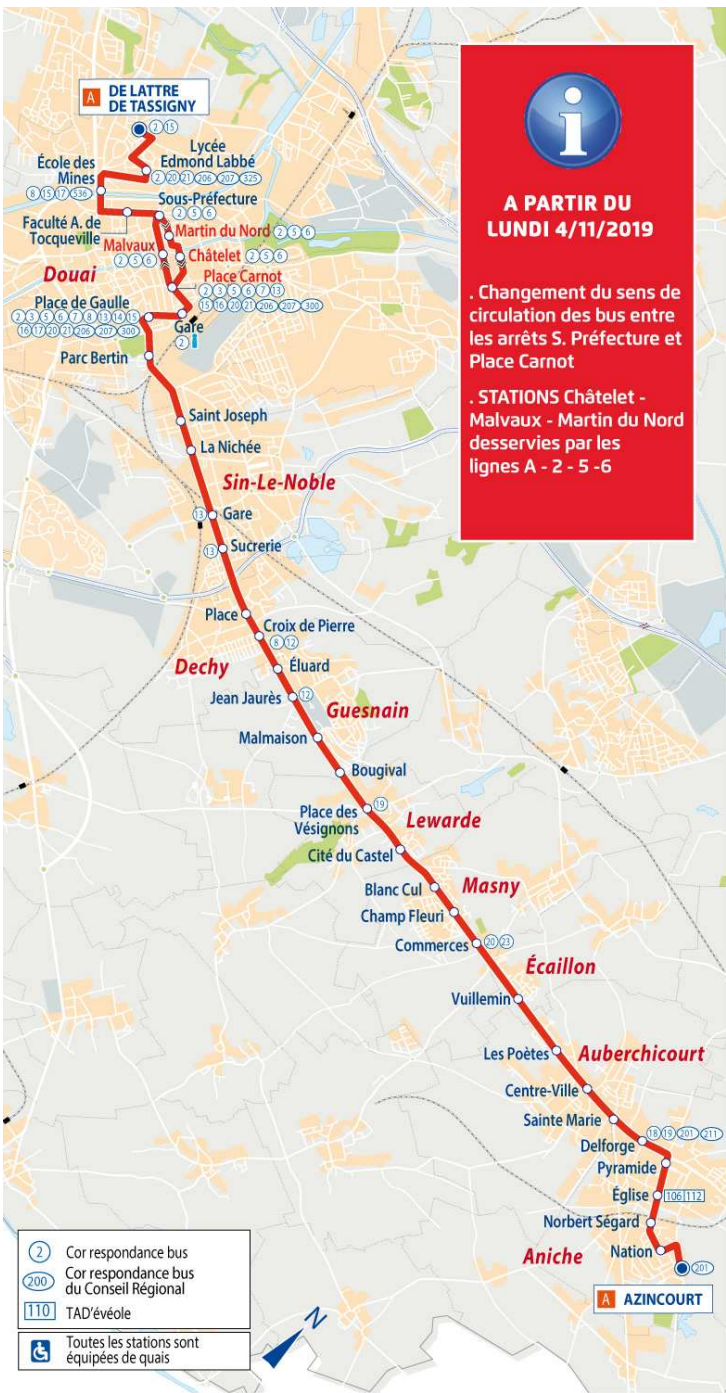 A DE LATTRE
DE TASSIGNY
2 15
Lycée
Edmond Labbé
2 20 21 206 207 325
École des
Mines
8 15 17 536
Sous-Préfecture
2 5 6
Faculté A. de
Tocqueville
Martin du Nord 2 5 6
Malvaux
2 5 6
Châtelet 2 5 6
Douai
Place Carnot
2 3 5 6 7 13
15 16 20 21 206 207 300
Place de Gaulle
2 3 5 6 7 8 13 14 15
16 17 20 21 206 207 300
Gare
2
Parc Bertin
Saint Joseph
La Nichée
Sin-Le-Noble
13 Gare
13 Sucrerie
Place
Croix de Pierre
8 12
Dechy
Éluard
Jean Jaurès 12
Guesnain
Malmaison
Bougival
Place des
Vésignons
19
Lewarde
Cité du Castel
Blanc Cul
Masny
Champ Fleuri
Commerces 20 23
Écaillon
Vuillemin
Les Poètes
Auberchicourt
Centre-Ville
Sainte Marie
18 19 201 211
Delforge
Pyramide
Église 106 112
Norbert Ségard
Aniche
Nation
201
A AZINCOURT
i
A PARTIR DU
LUNDI 4/11/2019
. Changement du sens de
circulation des bus entre
les arrêts S. Préfecture et
Place Carnot
. STATIONS Châtelet -
Malvaux - Martin du Nord
desservies par les
lignes A - 2 - 5 -6
2 Cor respondance bus
200 Cor respondance bus
du Conseil Régional
110 TAD'évéole
Toutes les stations sont
équipées de quais
N